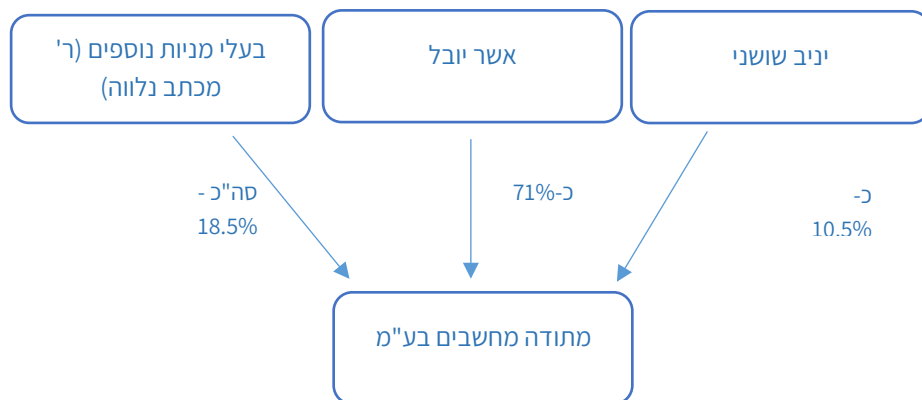 יניב שושני
אשר יובל
בעלי מניות נוספים (ר'
מכתב נלווה)
כ-
10.5%
כ-71%
סה"כ -
18.5%
מתודה מחשבים בע"מ